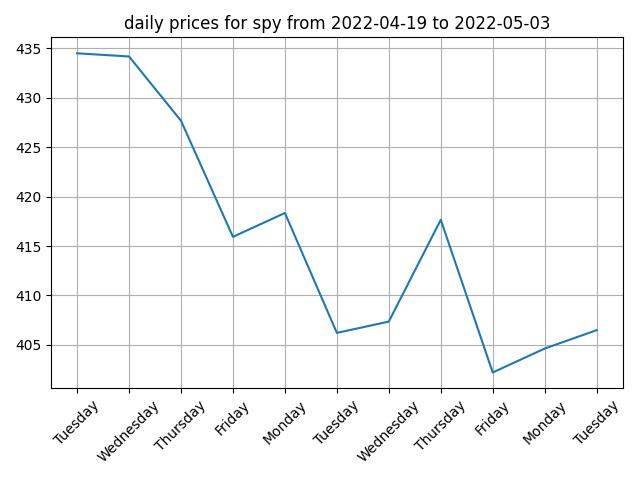 daily prices for spy from 2022-04-19 to 2022-05-03
435
430
425
420
415
410
405
Tuesday
Wednesday
Thursday
Friday
Monday
Tuesday
Wednesday
Thursday
Friday
Monday
Tuesday